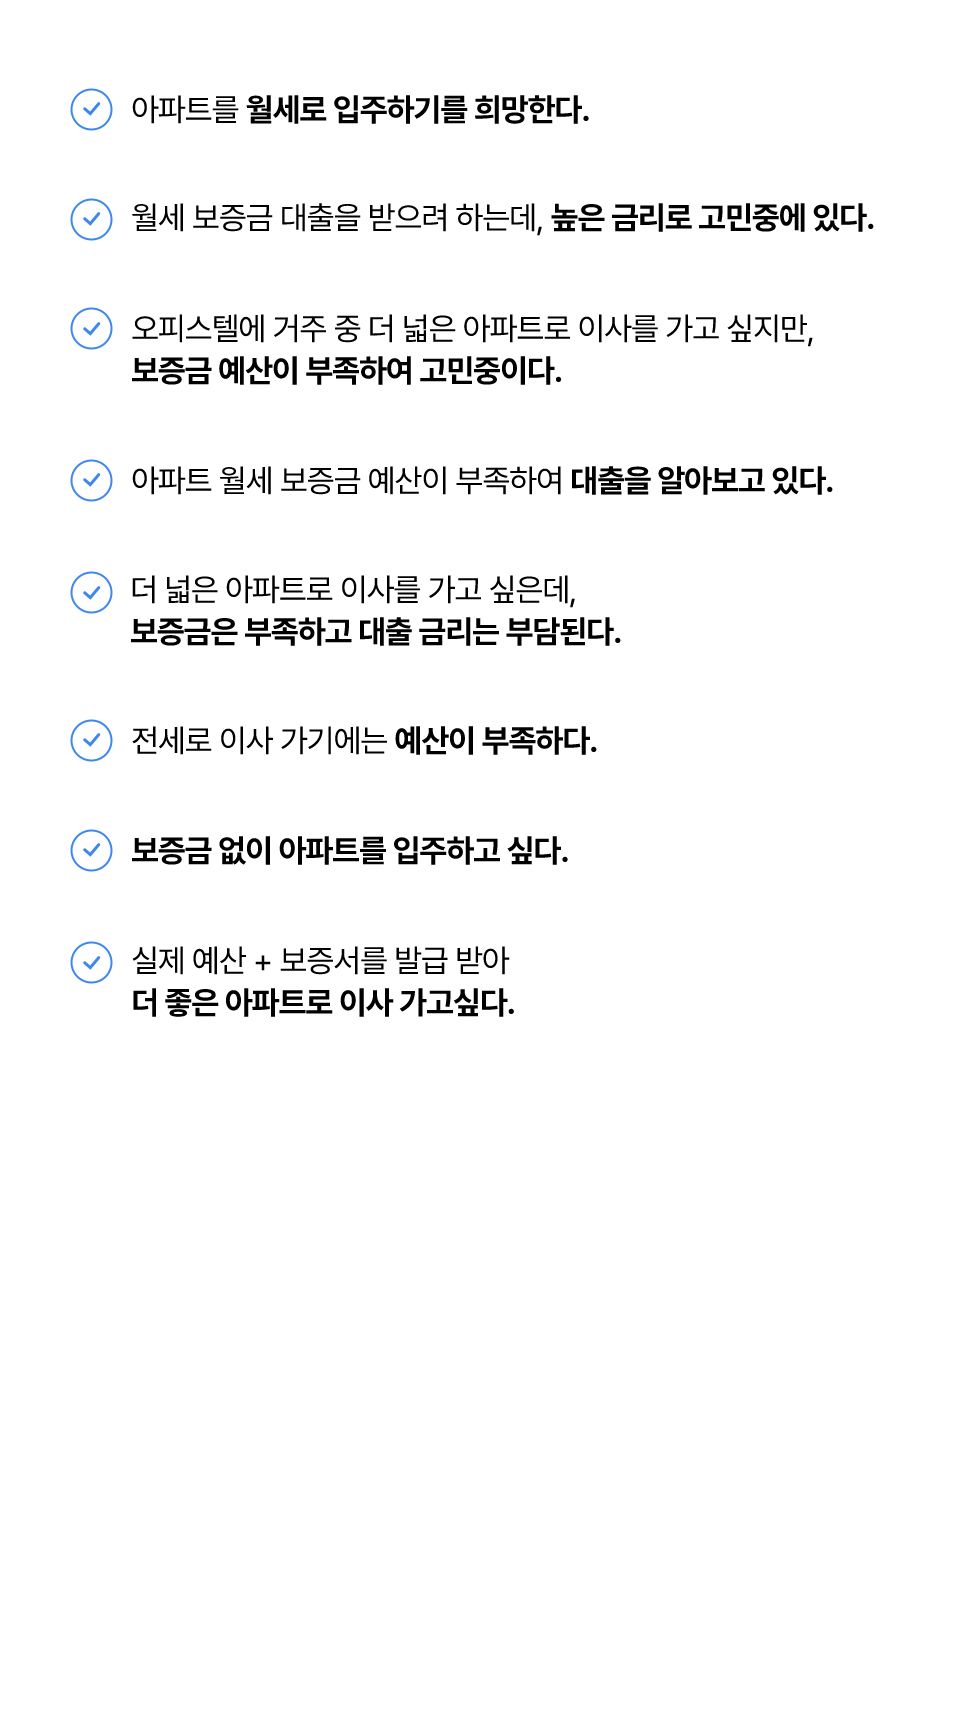 아파트를 월세로 입주하기를 희망한다.
월세 보증금 대출을 받으려 하는데, 높은 금리로 고민중에 있다.
오피스텔에 거주 중 더 넓은 아파트로 이사를 가고 싶지만,
보증금 예산이 부족하여 고민중이다.
아파트 월세 보증금 예산이 부족하여 대출을 알아보고 있다.
더 넓은 아파트로 이사를 가고 싶은데,
보증금은 부족하고 대출 금리는 부담된다.
전세로 이사 가기에는 예산이 부족하다.
보증금 없이 아파트를 입주하고 싶다.
실제 예산 + 보증서를 발급 받아
더 좋은 아파트로 이사 가고싶다.